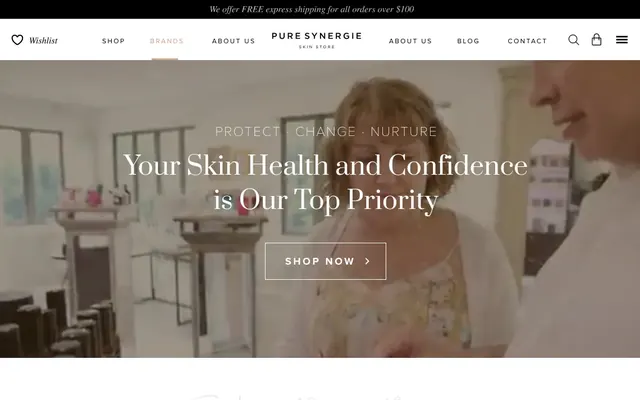 We offer FREE express shipping for all orders over $100
Wishlist
SHOP
BRANDS
ABOUT US
PURE SYNERGIE
SKIN STORE
ABOUT US
BLOG
CONTACT
PROTECT · CHANGE · NURTURE
Your Skin Health and Confidence
is Our Top Priority
SHOP NOW